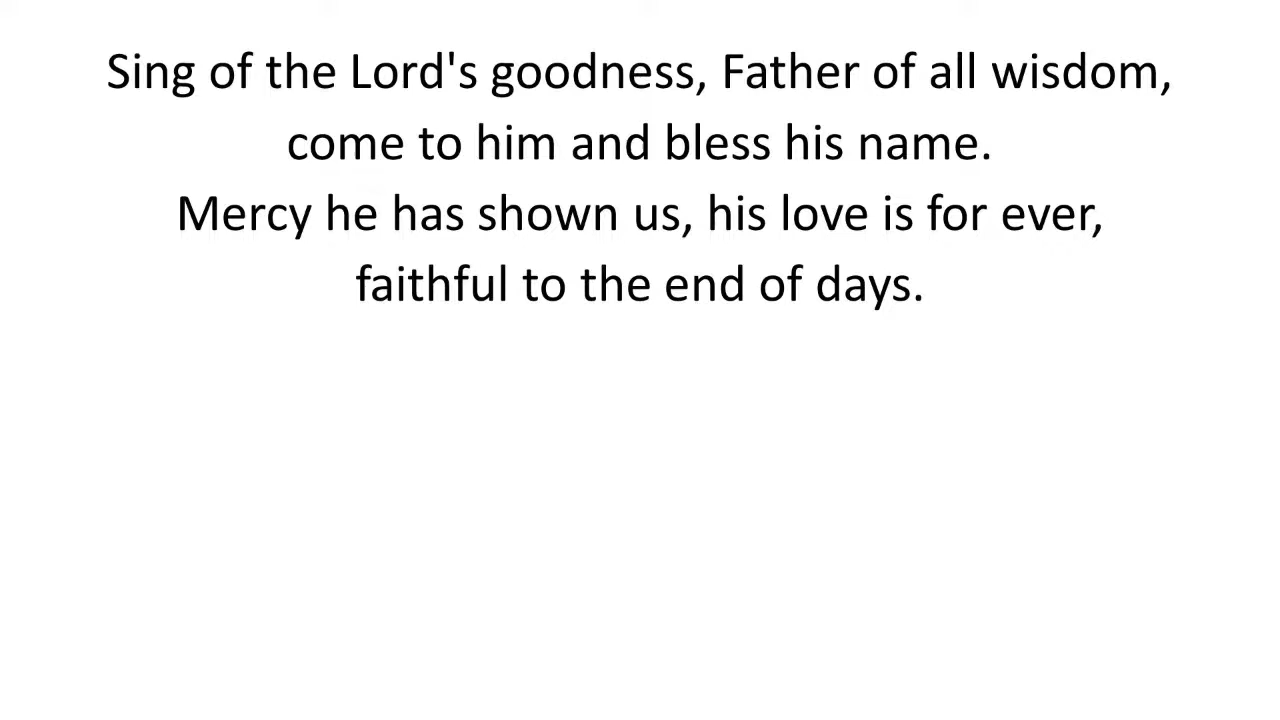 Sing of the Lord's goodness, Father of all wisdom,
come to him and bless his name.
Mercy he has shown us, his love is for ever,
faithful to the end of days.